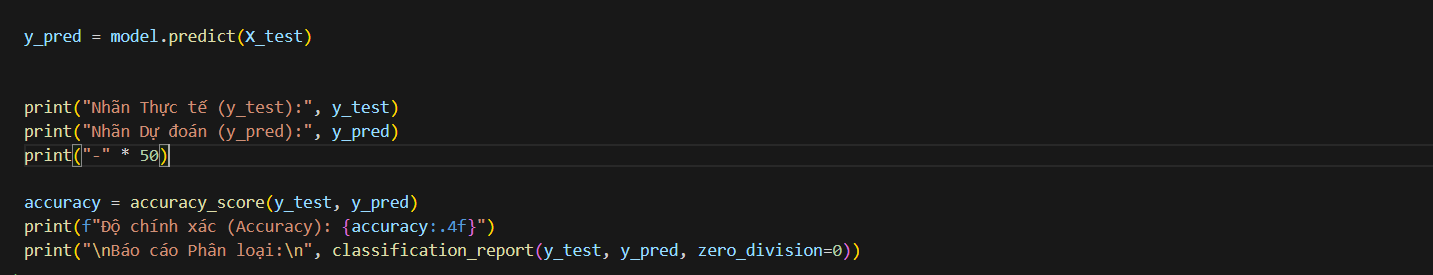 y_pred = model.predict(X_test)
print("Nhãn Thực tế (y_test):", y_test)
print("Nhãn Dự đoán (y_pred):", y_pred)
print("-" * 50)
accuracy = accuracy_score(y_test, y_pred)
print(f"Độ chính xác (Accuracy): {accuracy:.4f}")
print("\nBáo cáo Phân loại:\n", classification_report(y_test, y_pred, zero_division=0))